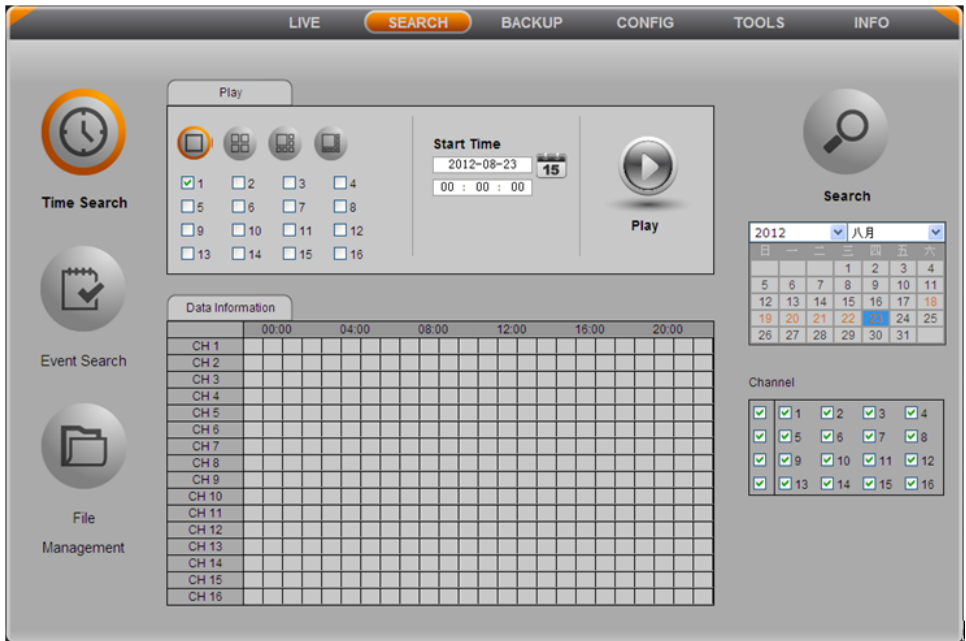 LIVE SEARCH BACKUP CONFIG TOOLS INFO
Time Search
Event Search
File
Management
Play
1 2 3 4
5 6 7 8
9 10 11 12
13 14 15 16
Start Time
2012-08-23
15
00 : 00 : 00
Play
Data Information
00:00 04:00 08:00 12:00 16:00 20:00
CH 1
CH 2
CH 3
CH 4
CH 5
CH 6
CH 7
CH 8
CH 9
CH 10
CH 11
CH 12
CH 13
CH 14
CH 15
CH 16
Search
2012 八月
日 一 二 三 四 五 六
1 2 3 4
5 6 7 8 9 10 11
12 13 14 15 16 17 18
19 20 21 22 23 24 25
26 27 28 29 30 31
Channel
1 2 3 4
5 6 7 8
9 10 11 12
13 14 15 16